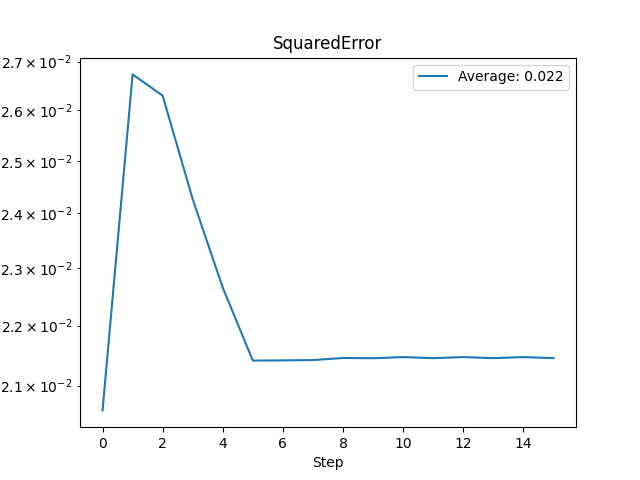 SquaredError
Average: 0.022
2.7 × 10⁻²
2.6 × 10⁻²
2.5 × 10⁻²
2.4 × 10⁻²
2.3 × 10⁻²
2.2 × 10⁻²
2.1 × 10⁻²
0 2 4 6 8 10 12 14
Step